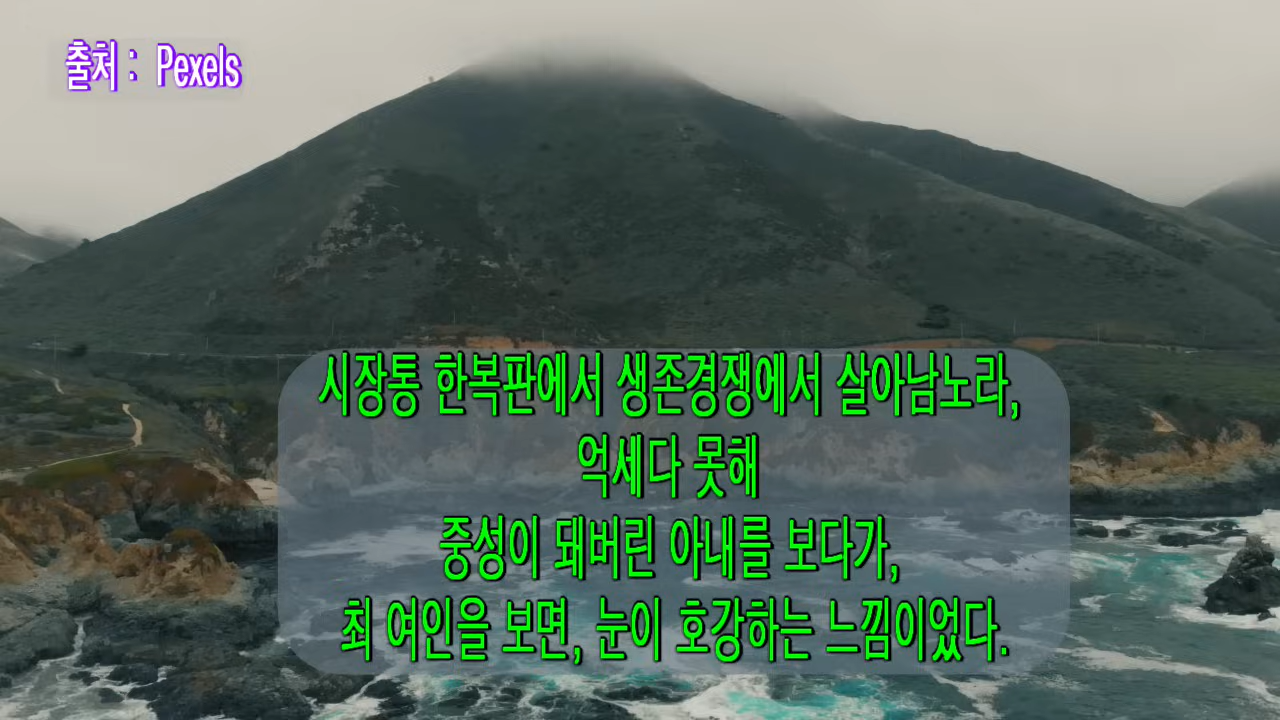 출처 : Pexels
시장통 한복판에서 생존경쟁에서 살아남노라,
억세다 못해
중성이 돼버린 아내를 보다가,
최 여인을 보면, 눈이 호강하는 느낌이었다.